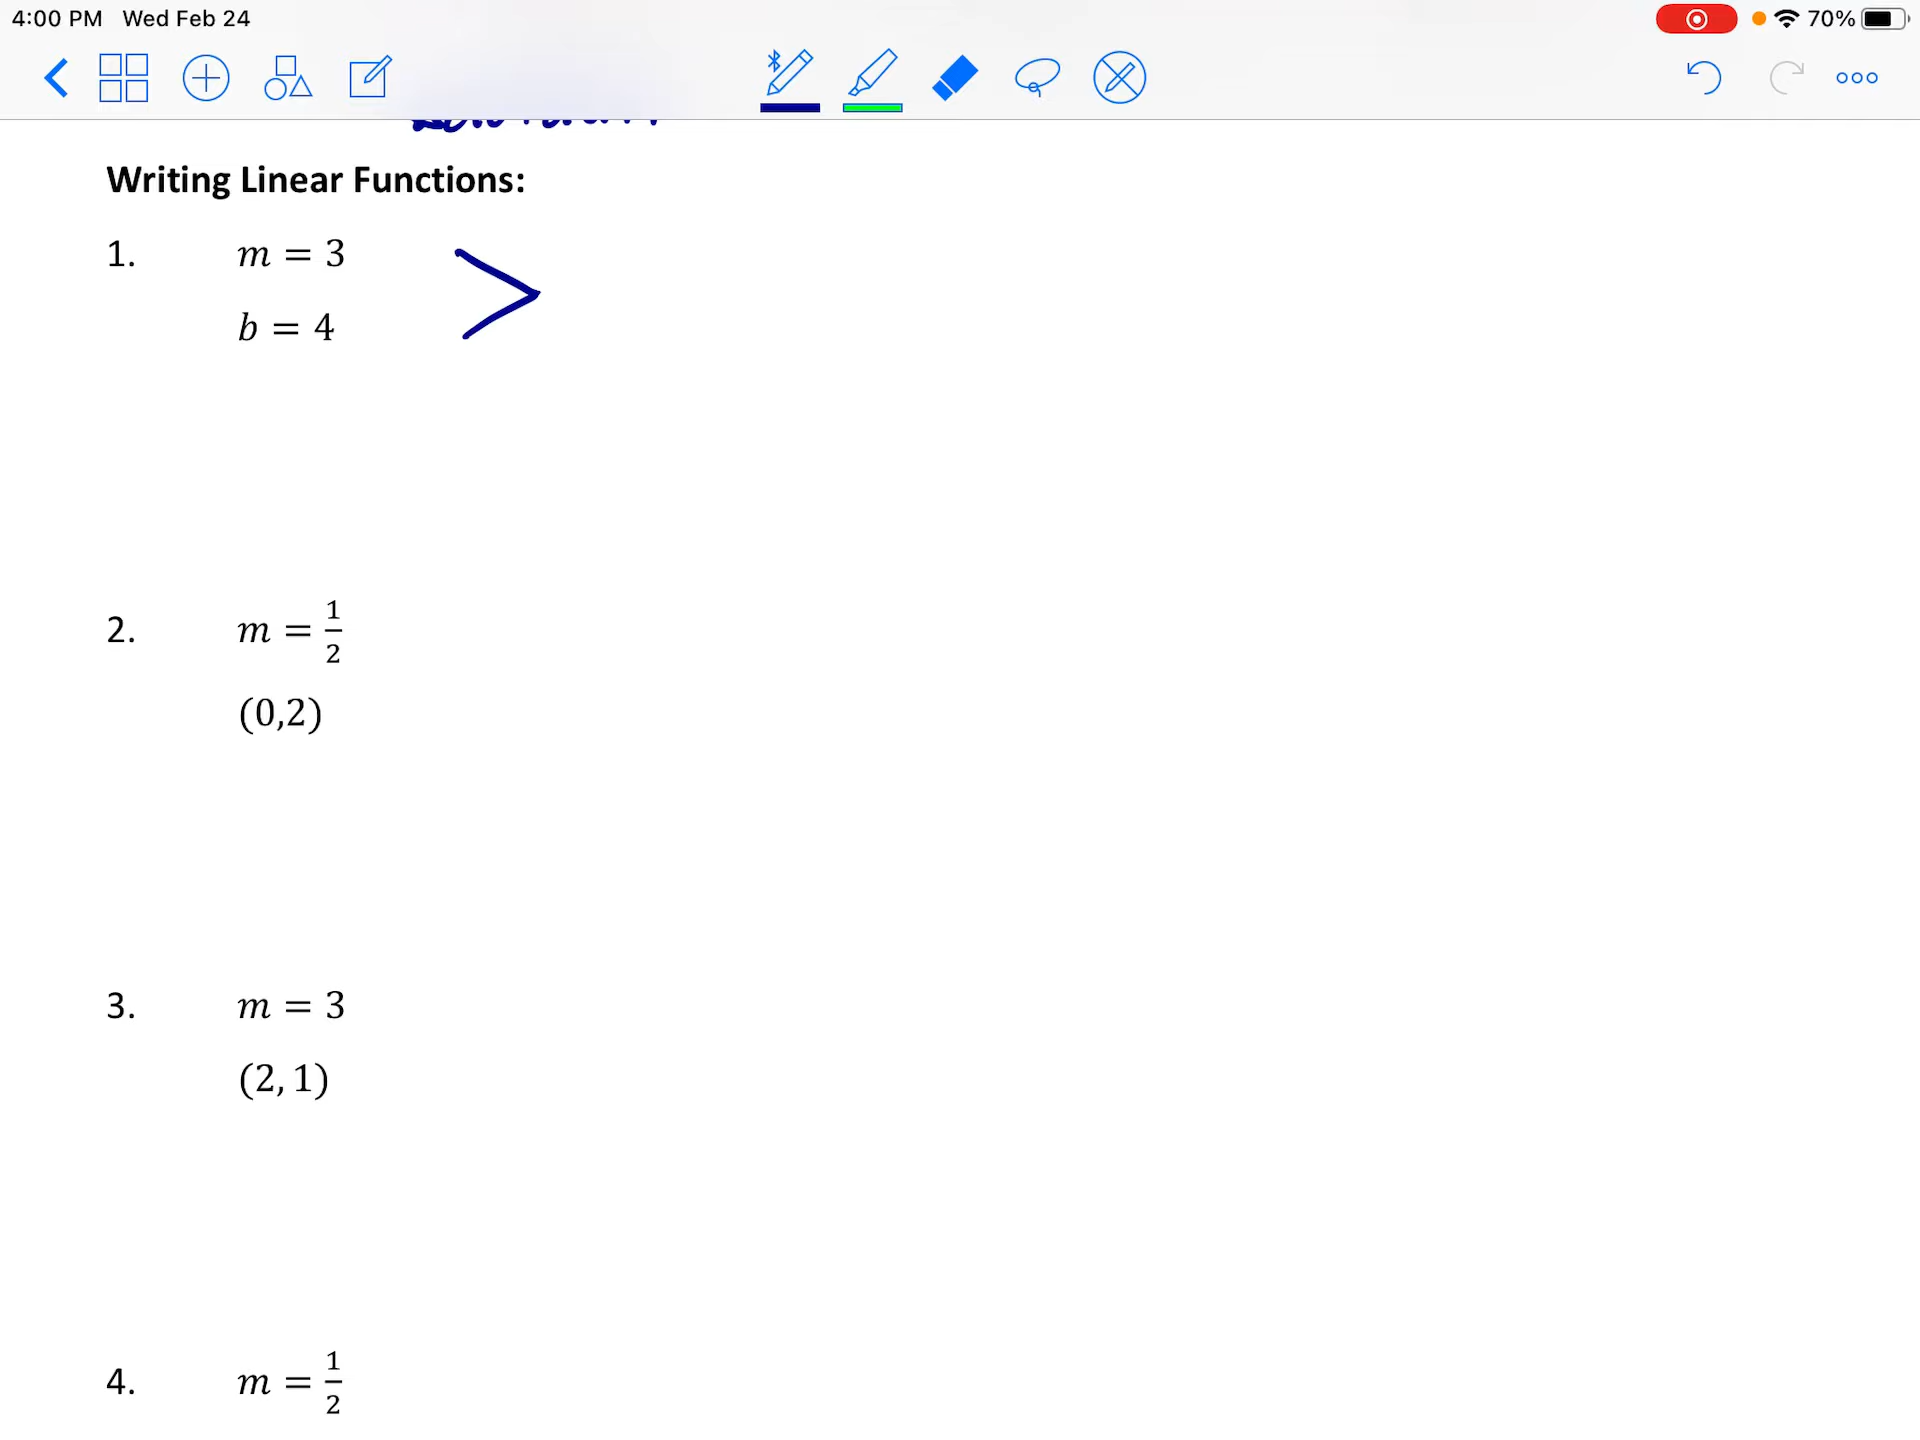 4:00 PM Wed Feb 24 70%
Writing Linear Functions:
1. m = 3
b = 4
2. m = 1/2
(0,2)
3. m = 3
(2, 1)
4. m = 1/2